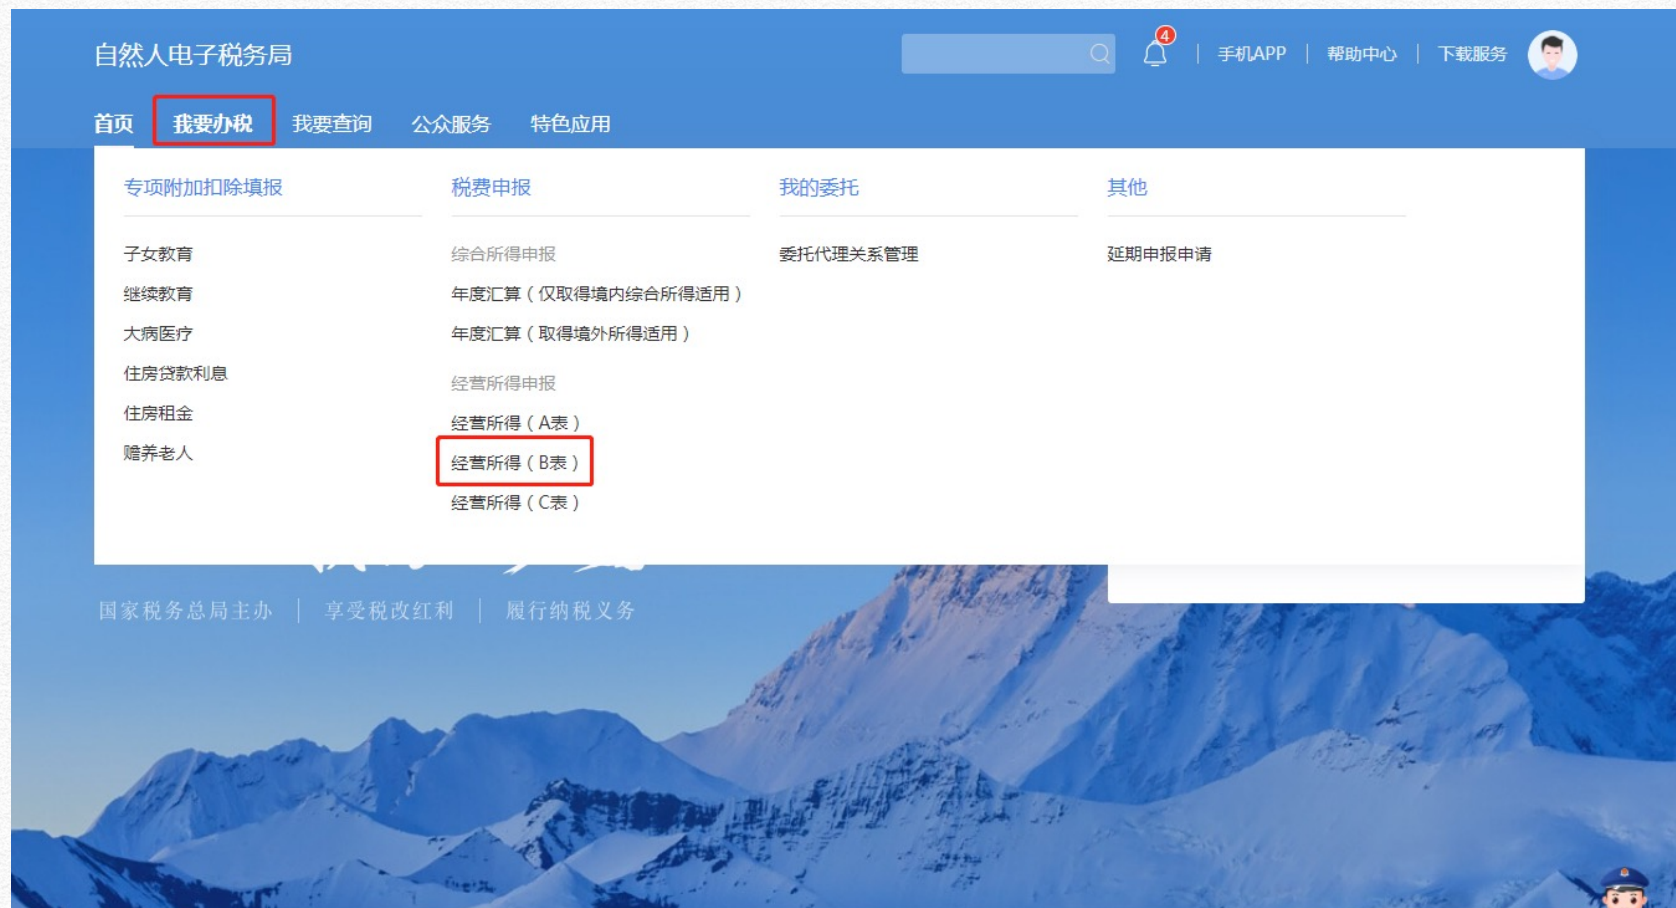 自然人电子税务局
4
手机APP
帮助中心
下载服务
首页
我要办税
我要查询
公众服务
特色应用
专项附加扣除填报
子女教育
继续教育
大病医疗
住房贷款利息
住房租金
赡养老人
税费申报
综合所得申报
年度汇算（仅取得境内综合所得适用）
年度汇算（取得境外所得适用）
经营所得申报
经营所得（A表）
经营所得（B表）
经营所得（C表）
我的委托
委托代理关系管理
其他
延期申报申请
国家税务总局主办
享受税改红利
履行纳税义务